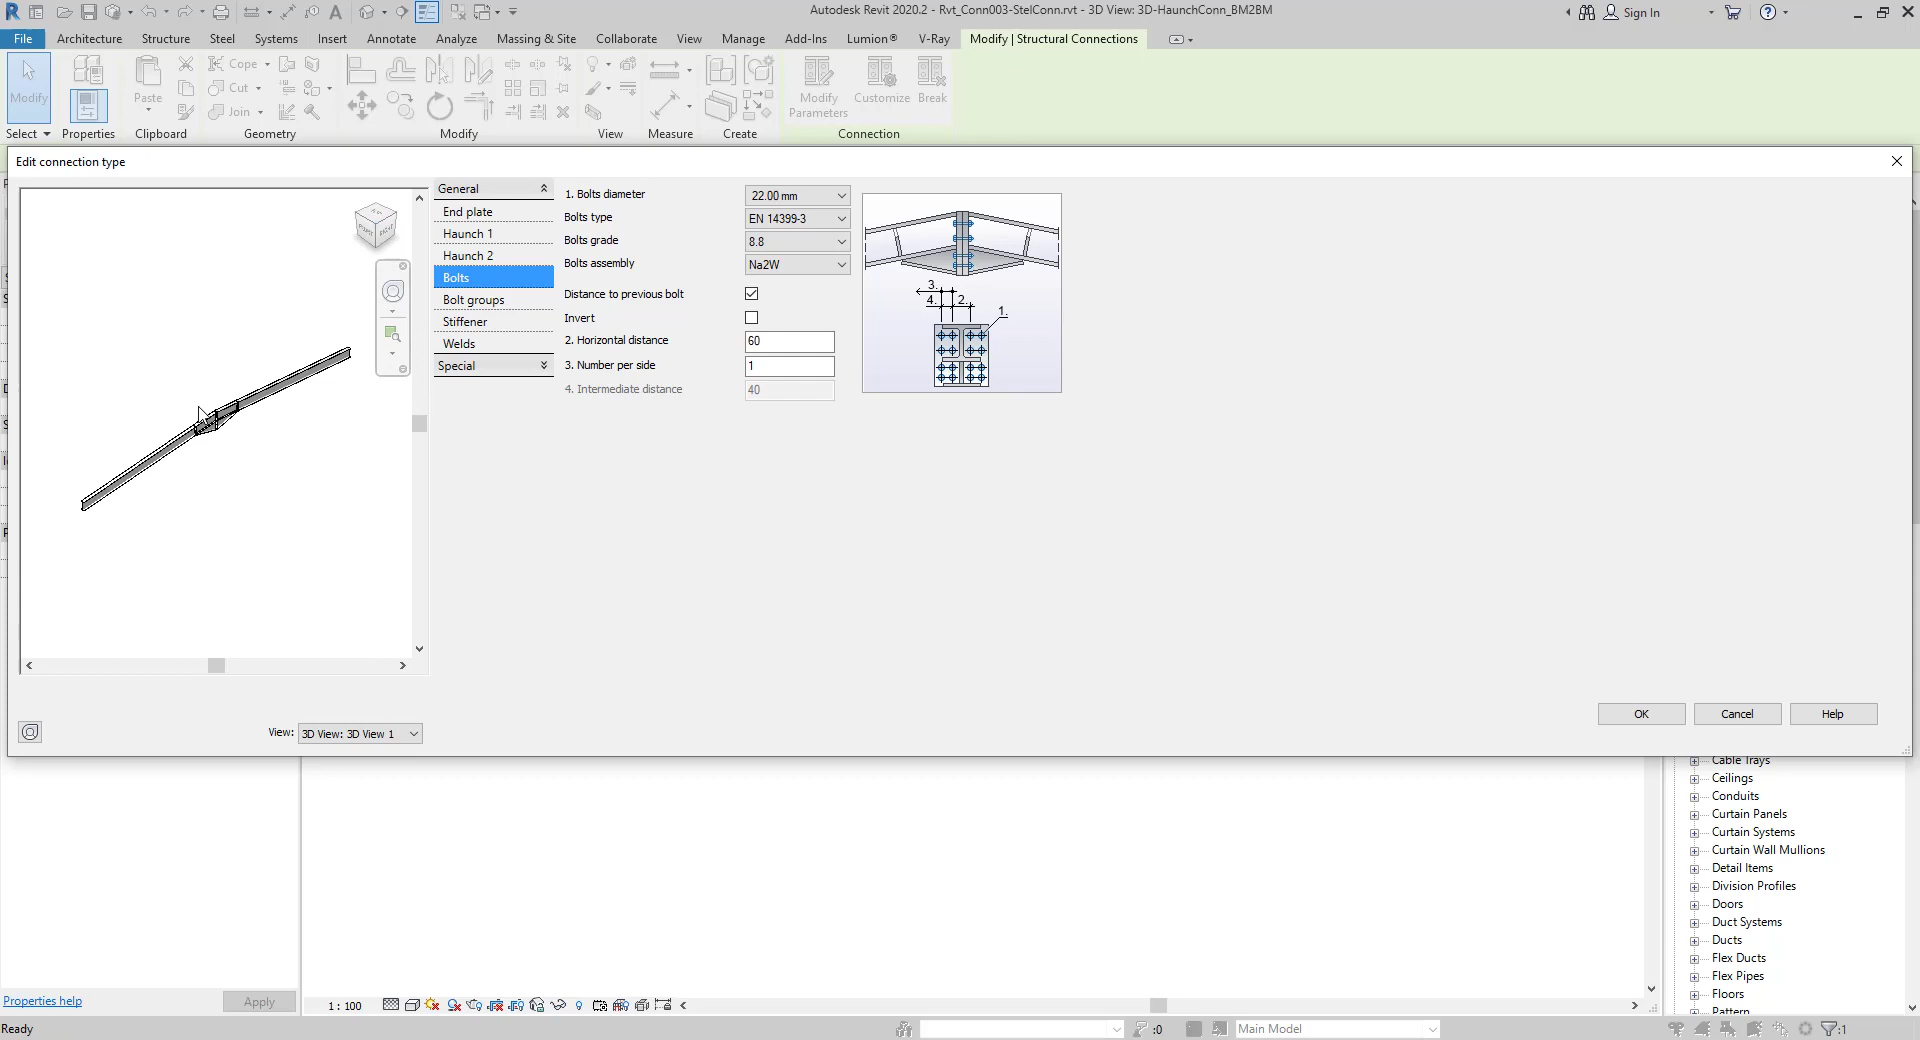 Autodesk Revit 2020.2 - Rvt_Conn003-StelConn.rvt - 3D View: 3D-HaunchConn_BM2BM
Sign In
File Architecture Structure Steel Systems Insert Annotate Analyze Massing & Site Collaborate View Manage Add-Ins Lumion® V-Ray Modify | Structural Connections
Modify
Paste
Cope
Cut
Join
Modify Parameters
Customize
Break
Select Properties Clipboard Geometry Modify View Measure Create Connection
Edit connection type
General
End plate
Haunch 1
Haunch 2
Bolts
Bolt groups
Stiffener
Welds
Special
1. Bolts diameter 22.00 mm
Bolts type EN 14399-3
Bolts grade 8.8
Bolts assembly Na2W
Distance to previous bolt
Invert
2. Horizontal distance 60
3. Number per side 1
4. Intermediate distance 40
3.
4. 2.
1.
View: 3D View: 3D View 1
OK Cancel Help
Cable Trays
Ceilings
Conduits
Curtain Panels
Curtain Systems
Curtain Wall Mullions
Detail Items
Division Profiles
Doors
Duct Systems
Ducts
Flex Ducts
Flex Pipes
Floors
Pattern
Properties help Apply
1 : 100
Ready
:0
Main Model
:1